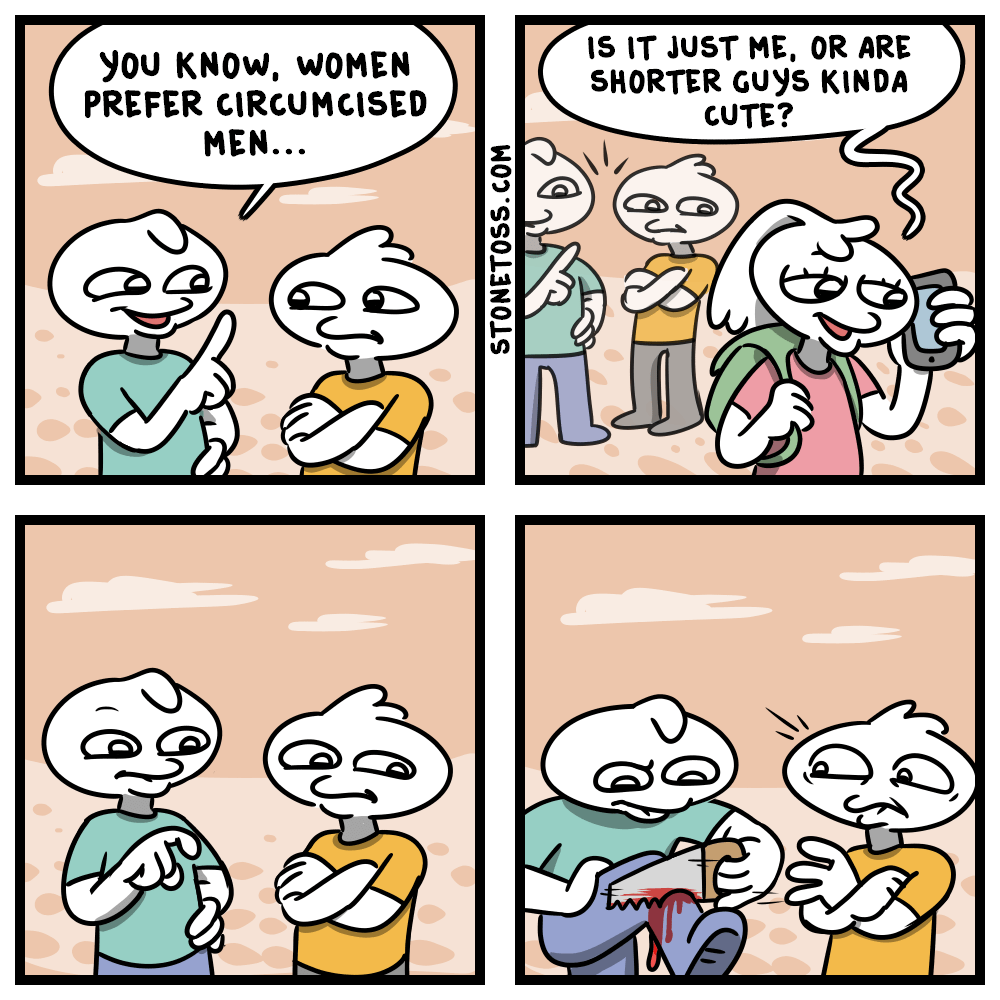 YOU KNOW, WOMEN
PREFER CIRCUMCISED
MEN...
IS IT JUST ME, OR ARE
SHORTER GUYS KINDA
CUTE?
STONETOSS.COM